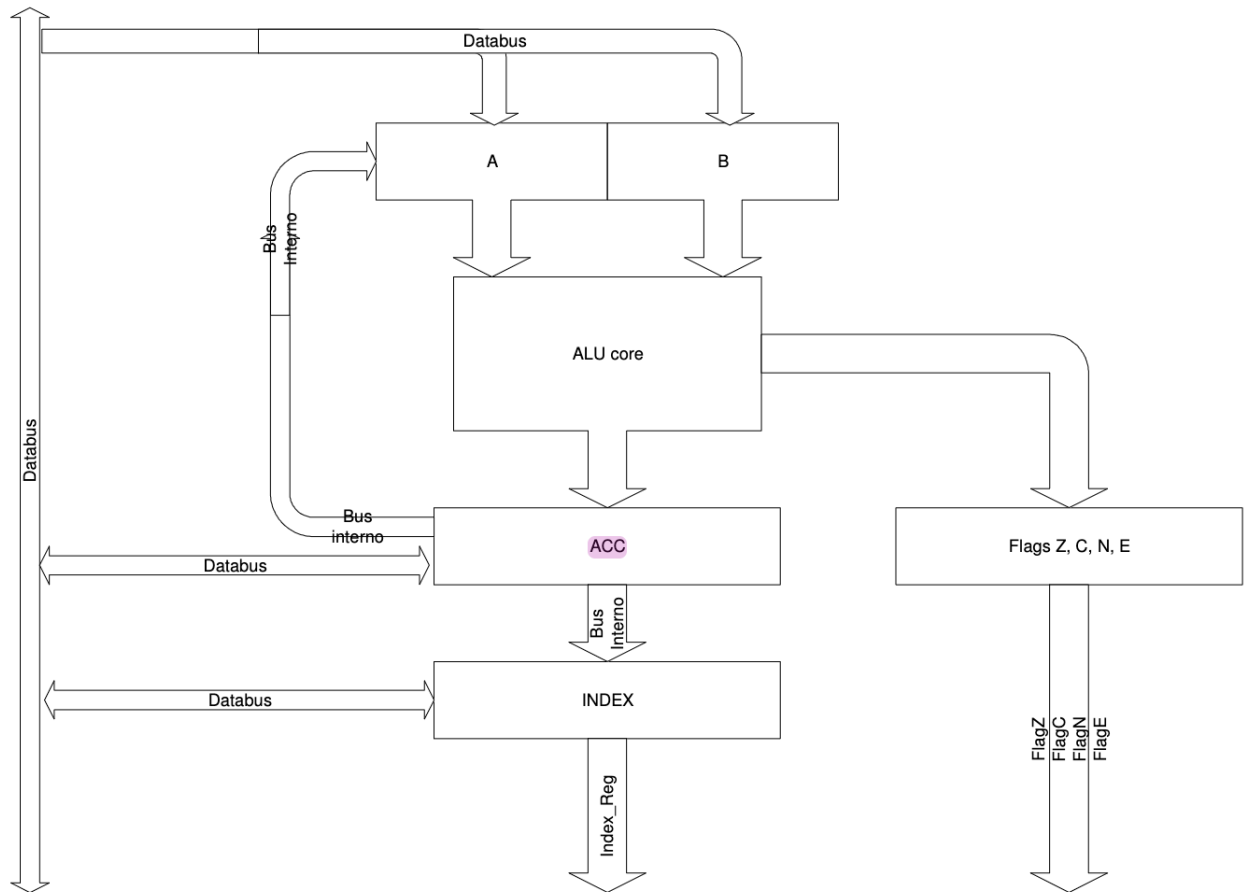 Databus
A
B
Bus
Interno
ALU core
Databus
Bus
interno
ACC
Flags Z, C, N, E
Databus
Bus
Interno
Databus
INDEX
FlagZ
FlagC
FlagN
FlagE
Index_Reg